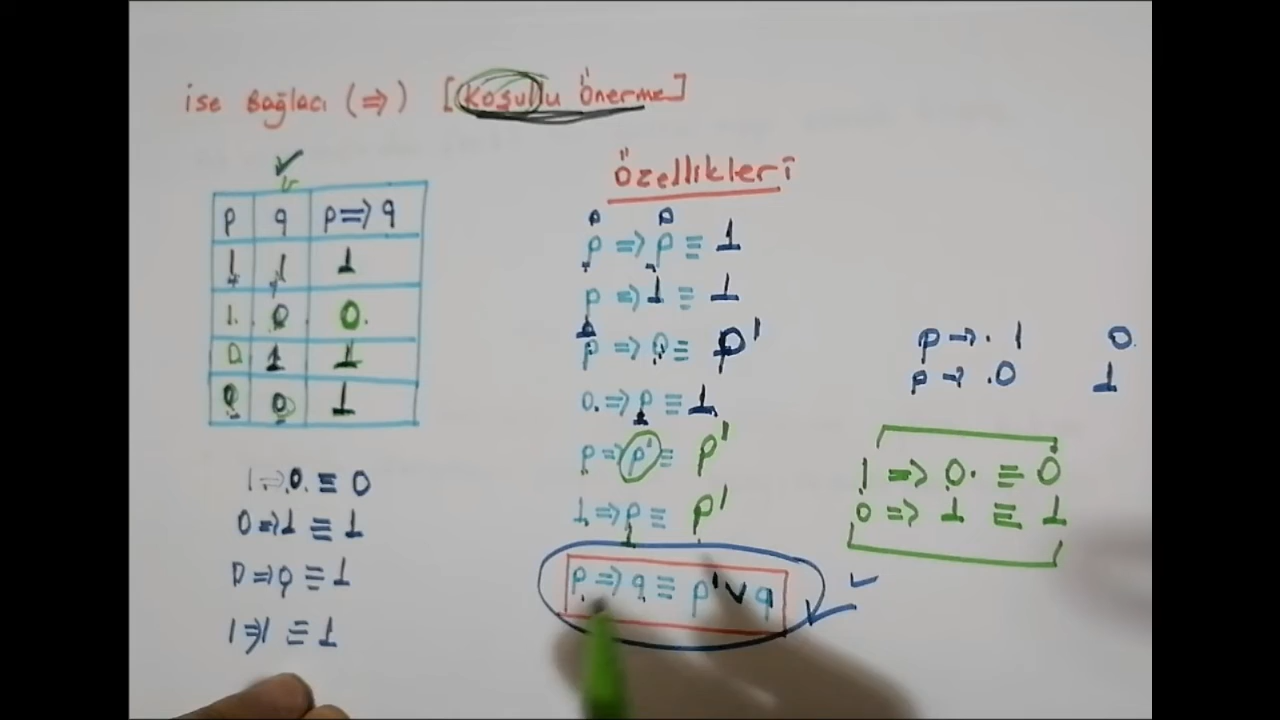 ise Bağlacı (⇒) [Koşullu Önerme]
p q p ⇒ q
1 1 1
1. 0 0.
0 1 1
0 0 1
1 ⇒ 0. ≡ 0
0 ⇒ 1 ≡ 1
0 ⇒ 0 ≡ 1
1 ⇒ 1 ≡ 1
Özellikleri
p ⇒ p ≡ 1
p ⇒ 1 ≡ 1
p ⇒ 0 ≡ p'
0. ⇒ p ≡ 1
p ⇒ p' ≡ p'
1 ⇒ p ≡ p'
p ⇒ q ≡ p' ∨ q
p → . 1 0.
p → .0 1
1 ⇒ 0. ≡ 0
0 ⇒ 1 ≡ 1